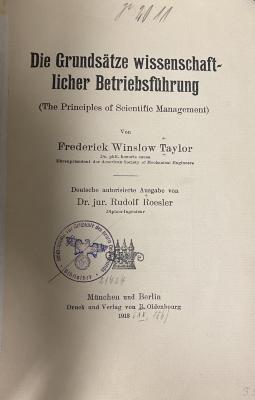 Die Grundsätze wissenschaft-
licher Betriebsführung
(The Principles of Scientific Management)
Von
Frederick Winslow Taylor
Dr. phil. honoris causa
Ehrenpräsident der American Society of Mechanical Engineers
Deutsche autorisierte Ausgabe von
Dr. jur. Rudolf Roesler
Diplom-Ingenieur
21424
München und Berlin
Druck und Verlag von R. Oldenbourg
1913